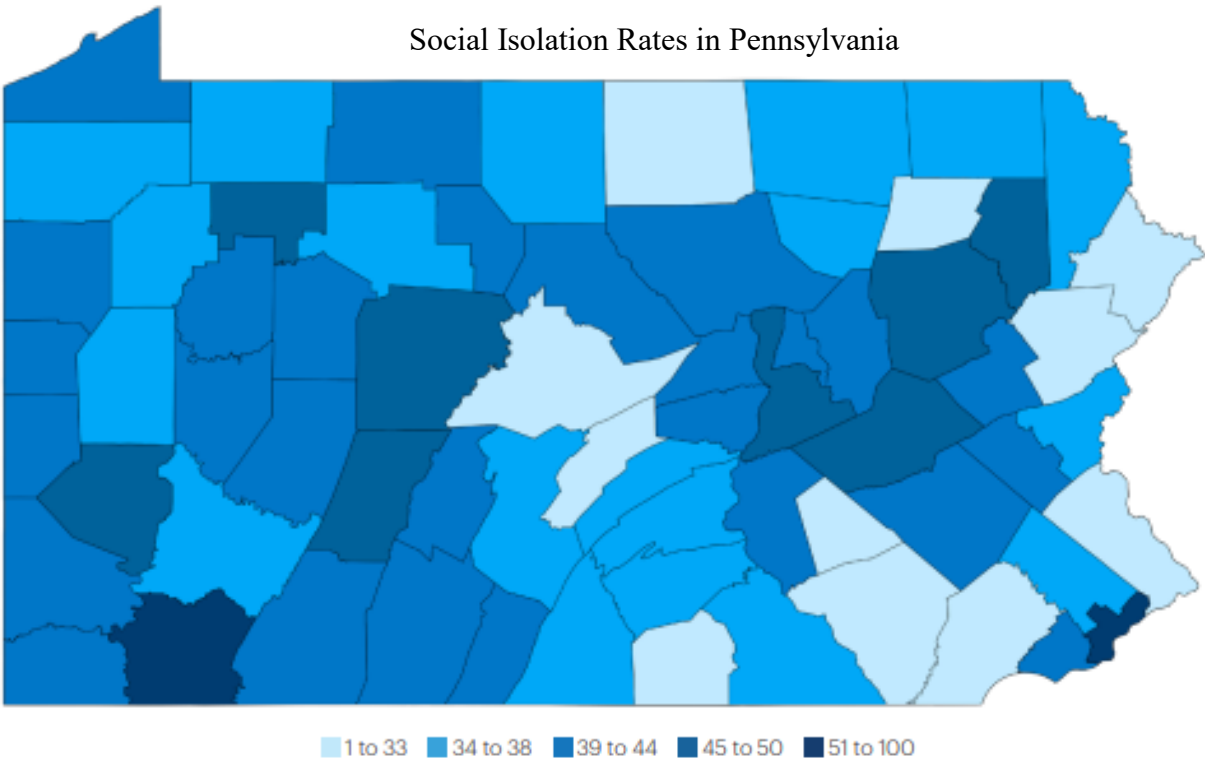 Social Isolation Rates in Pennsylvania
1 to 33 34 to 38 39 to 44 45 to 50 51 to 100